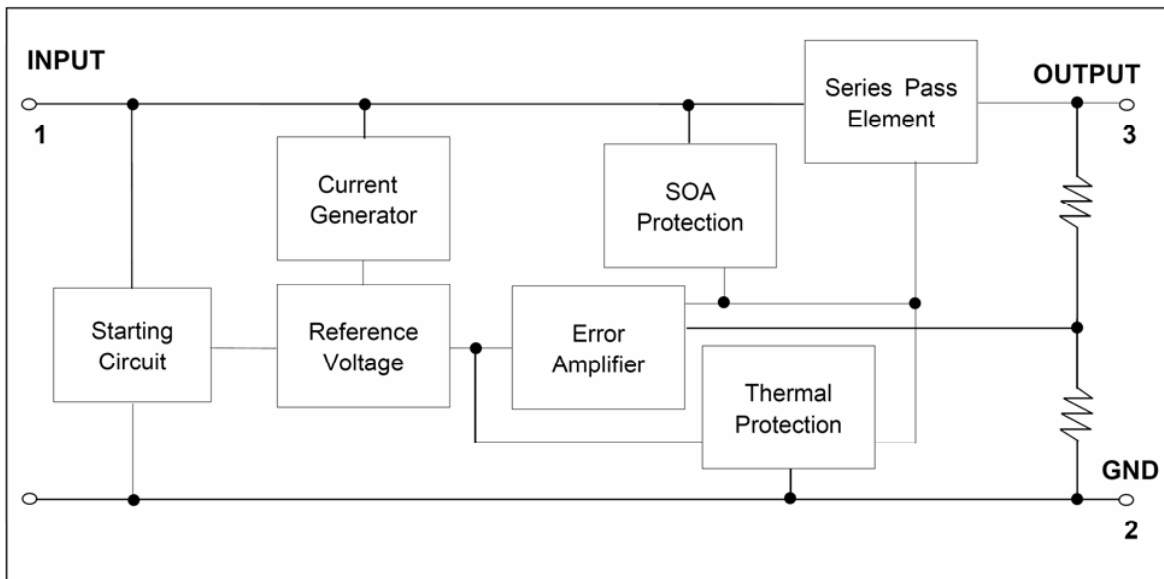 INPUT
1
Series Pass
Element
OUTPUT
3
Current
Generator
SOA
Protection
Starting
Circuit
Reference
Voltage
Error
Amplifier
Thermal
Protection
GND
2